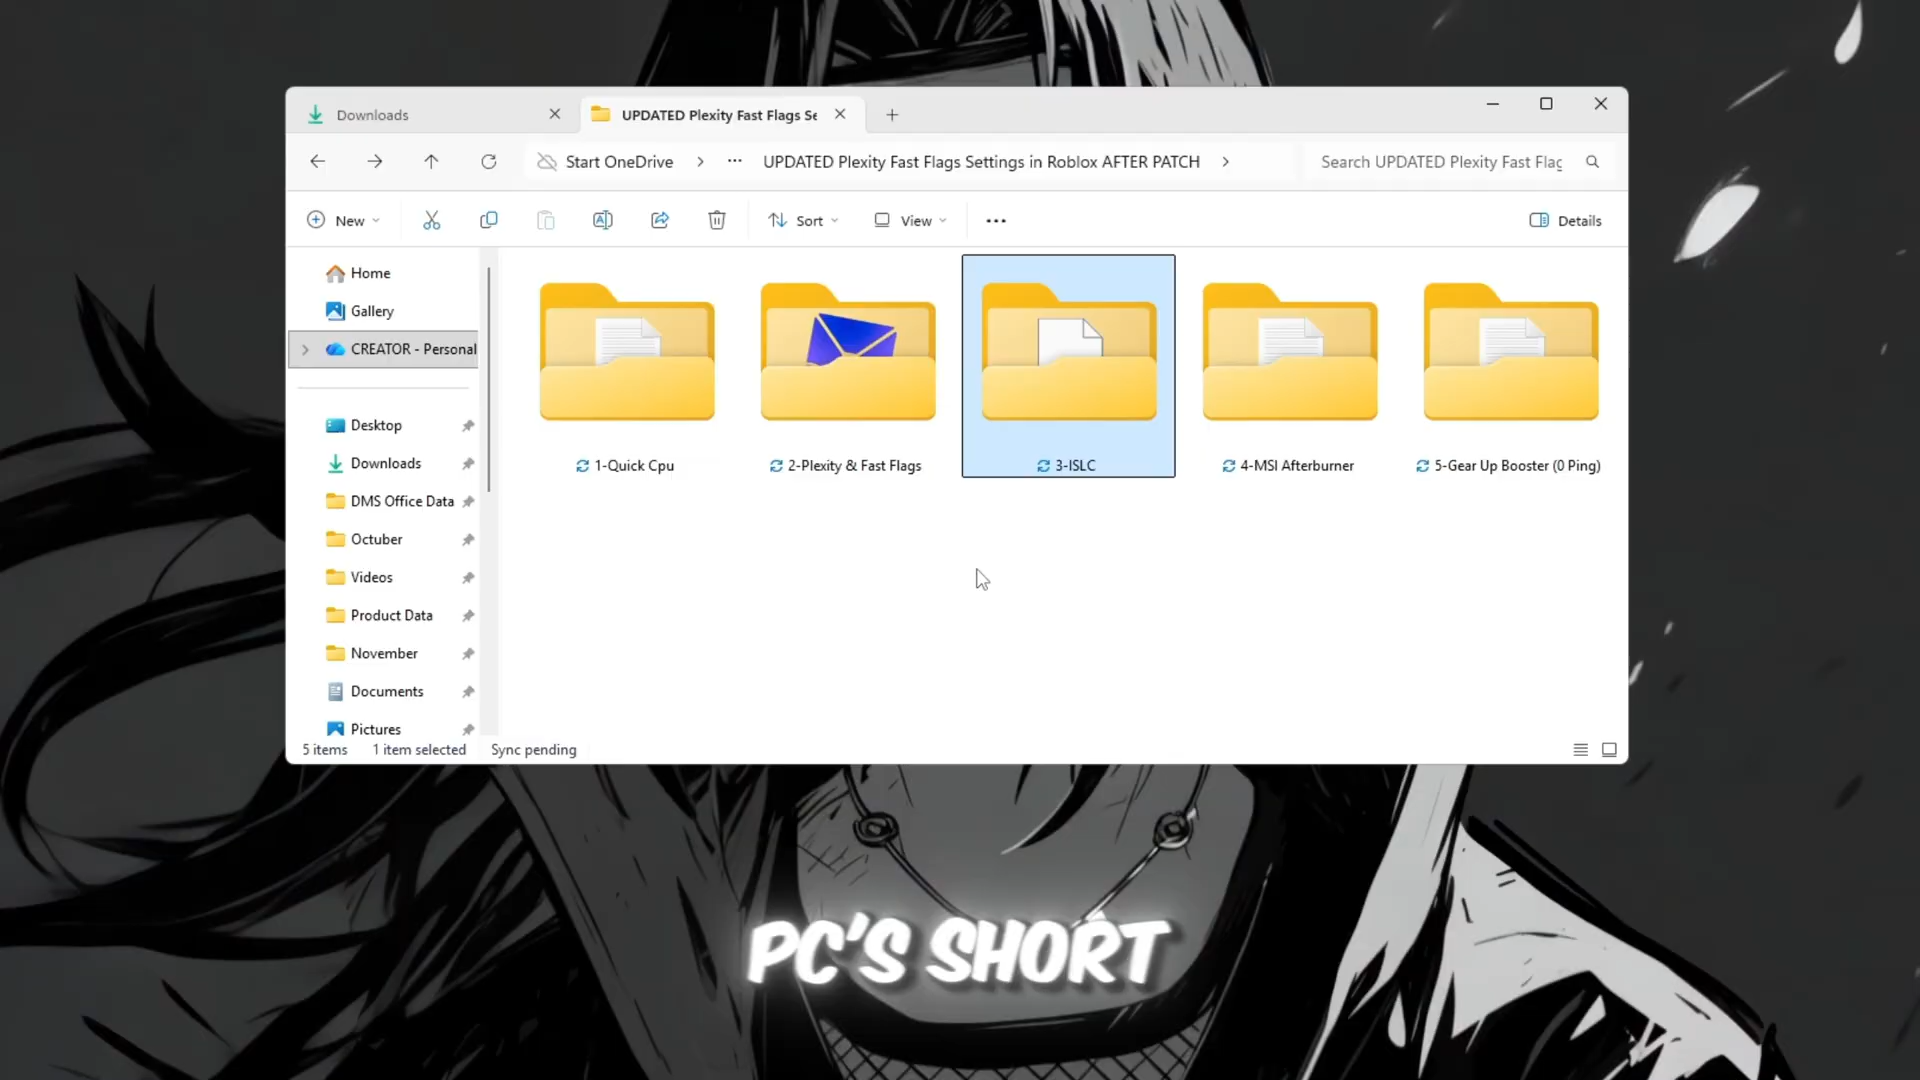 Downloads
UPDATED Plexity Fast Flags Se
Start OneDrive
UPDATED Plexity Fast Flags Settings in Roblox AFTER PATCH
Search UPDATED Plexity Fast Flag
New
Sort
View
Details
Home
Gallery
CREATOR - Personal
Desktop
Downloads
DMS Office Data
Octuber
Videos
Product Data
November
Documents
Pictures
1-Quick Cpu
2-Plexity & Fast Flags
3-ISLC
4-MSI Afterburner
5-Gear Up Booster (0 Ping)
5 items
1 item selected
Sync pending
PC'S SHORT